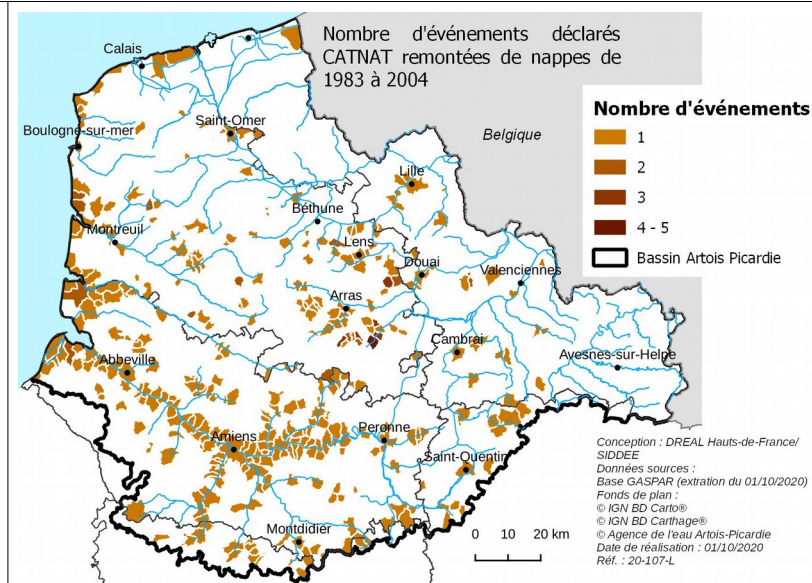 Nombre d'événements déclarés
CATNAT remontées de nappes de
1983 à 2004
Nombre d'événements
1
2
3
4 - 5
Bassin Artois Picardie
Belgique
Calais
Saint-Omer
Boulogne-sur-mer
Lille
Béthune
Montreuil
Lens
Douai
Valenciennes
Arras
Cambrai
Avesnes-sur-Helpe
Abbeville
Amiens
Peronne
Saint-Quentin
Montdidier
0 10 20 km
Conception : DREAL Hauts-de-France/
SIDDEE
Données sources :
Base GASPAR (extration du 01/10/2020)
Fonds de plan :
© IGN BD Carto®
© IGN BD Carthage®
© Agence de l'eau Artois-Picardie
Date de réalisation : 01/10/2020
Réf. : 20-107-L